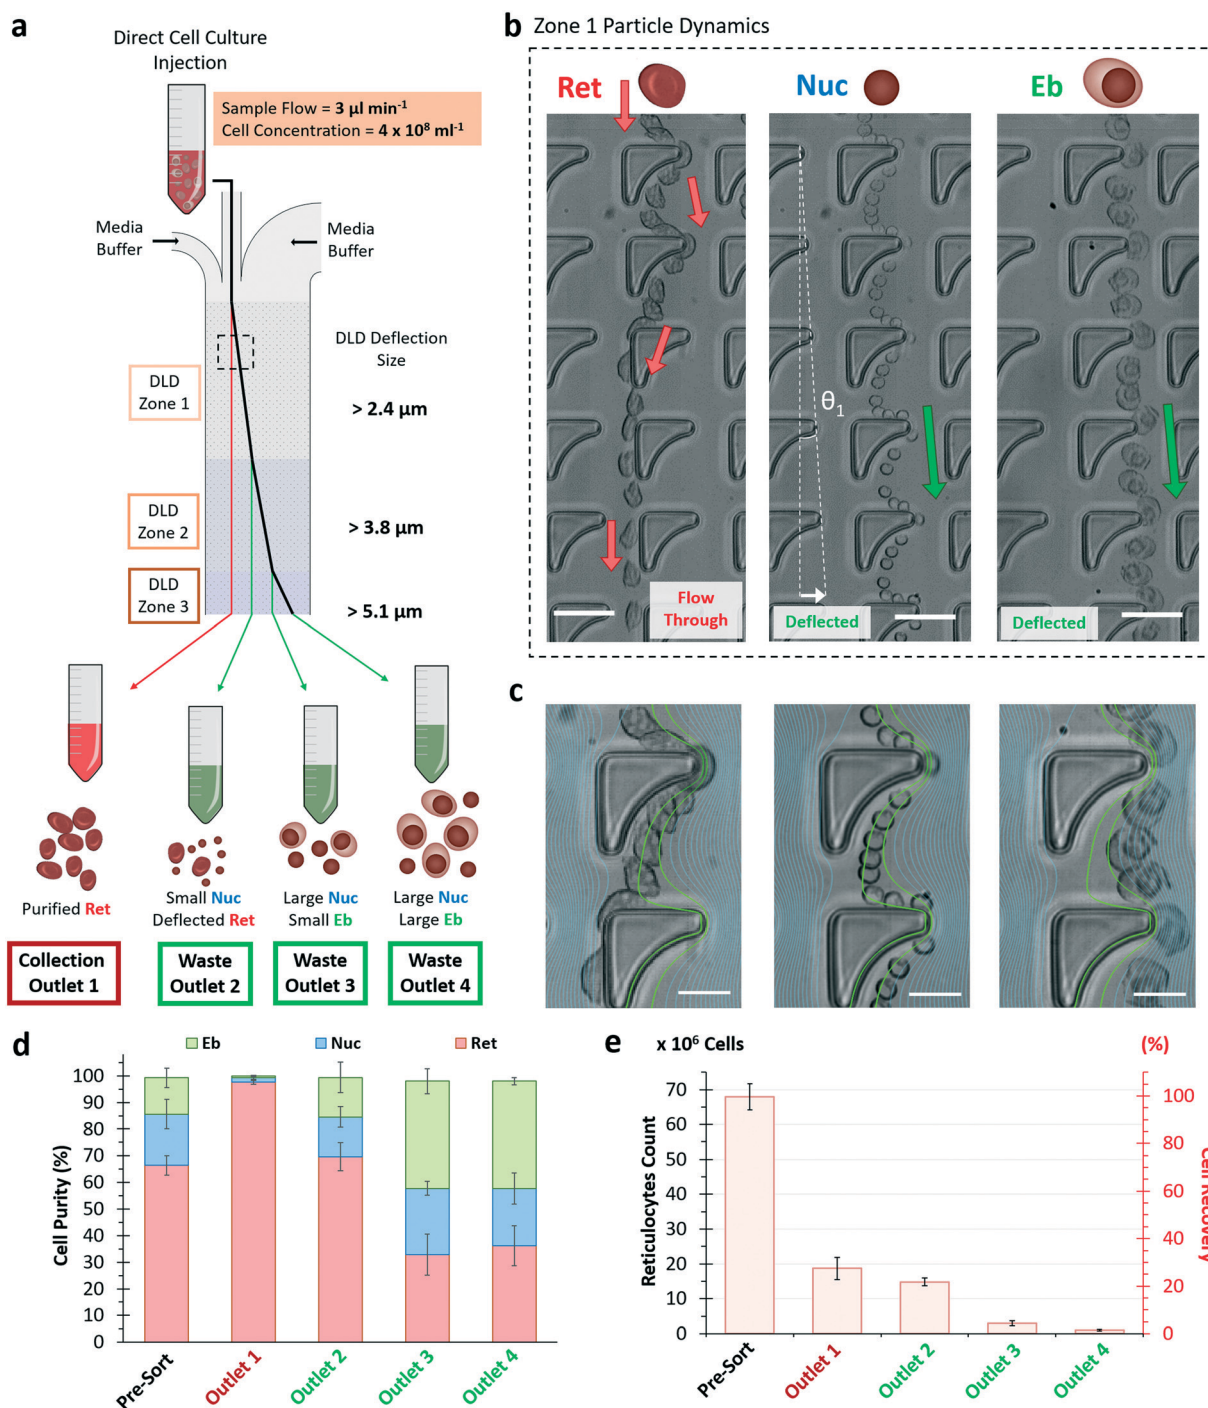 a
Direct Cell Culture
Injection
Sample Flow = 3 µl min⁻¹
Cell Concentration = 4 x 10⁸ ml⁻¹
Media
Buffer
Media
Buffer
DLD Deflection
Size
DLD
Zone 1
> 2.4 µm
DLD
Zone 2
> 3.8 µm
DLD
Zone 3
> 5.1 µm
Purified Ret
Small Nuc
Deflected Ret
Large Nuc
Small Eb
Large Nuc
Large Eb
Collection
Outlet 1
Waste
Outlet 2
Waste
Outlet 3
Waste
Outlet 4
b Zone 1 Particle Dynamics
Ret
Nuc
Eb
θ₁
Flow
Through
Deflected
Deflected
c
d
Eb
Nuc
Ret
Cell Purity (%)
100
90
80
70
60
50
40
30
20
10
0
Pre-Sort
Outlet 1
Outlet 2
Outlet 3
Outlet 4
e
x 10⁶ Cells
(%)
Reticulocytes Count
70
60
50
40
30
20
10
0
100
80
60
40
20
0
Cell Recovery
Pre-Sort
Outlet 1
Outlet 2
Outlet 3
Outlet 4